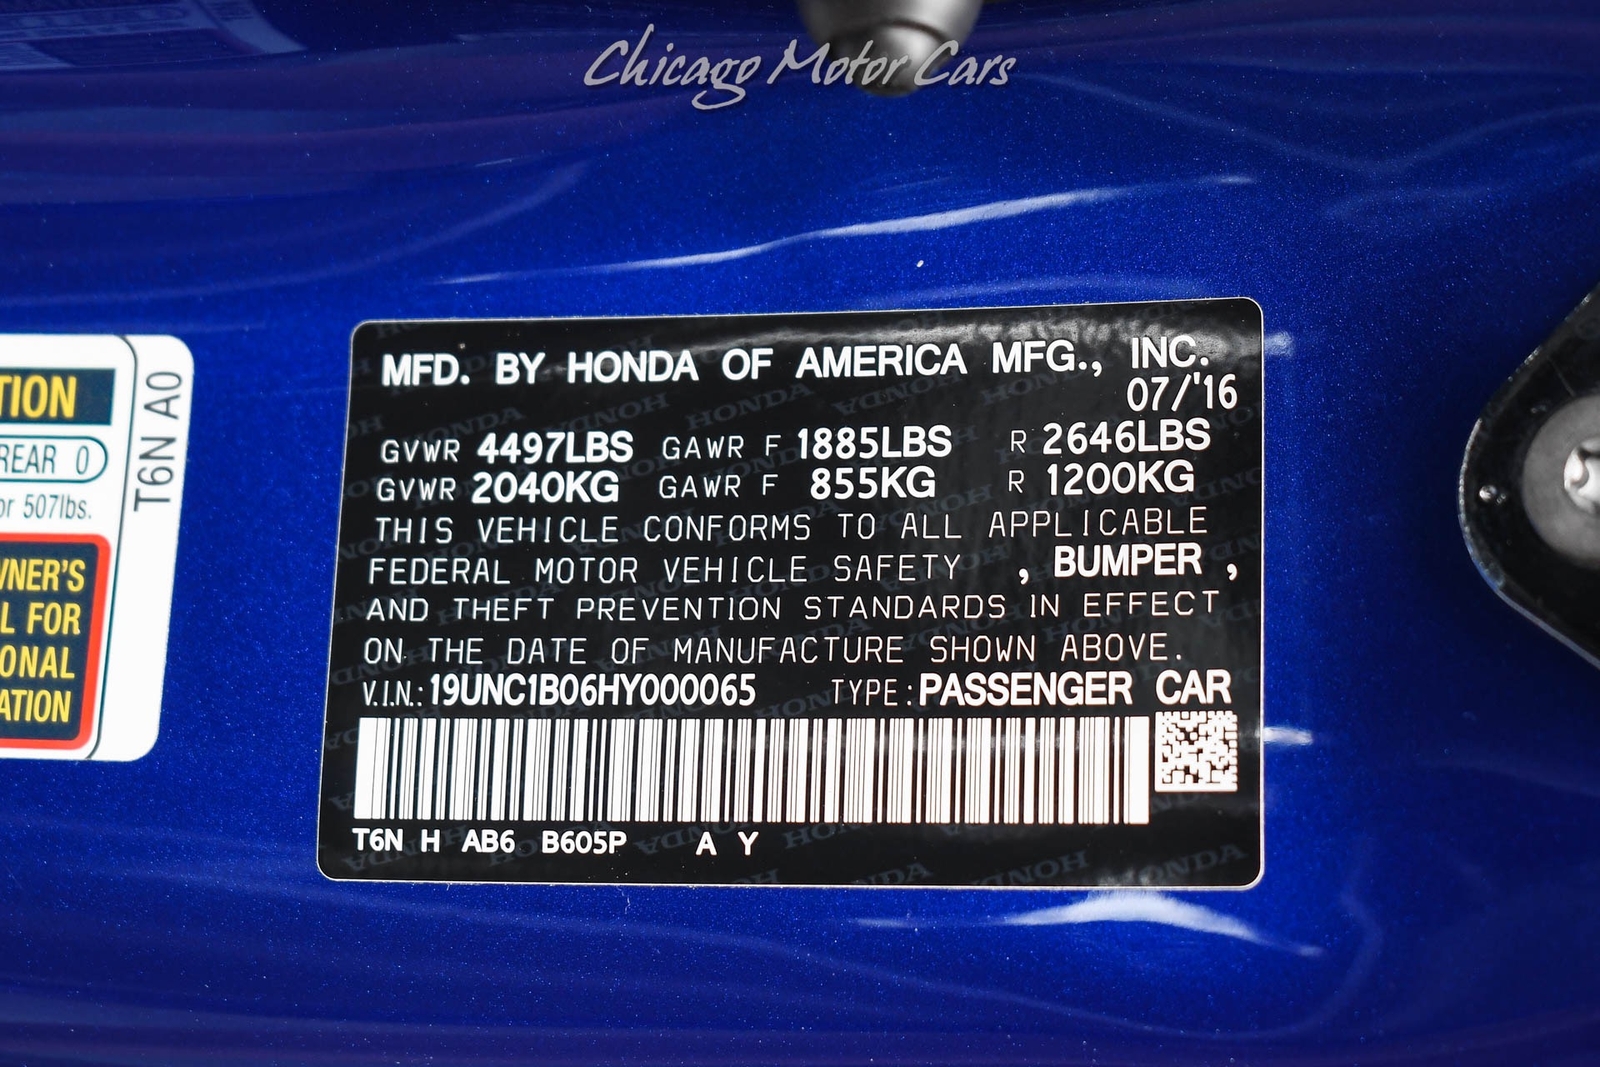 Chicago Motor Cars
TION
REAR 0
or 507lbs.
WNER'S
L FOR
ONAL
ATION
T6N A0
MFD. BY HONDA OF AMERICA MFG., INC.
07/'16
GVWR 4497LBS GAWR F 1885LBS R 2646LBS
GVWR 2040KG GAWR F 855KG R 1200KG
THIS VEHICLE CONFORMS TO ALL APPLICABLE
FEDERAL MOTOR VEHICLE SAFETY , BUMPER ,
AND THEFT PREVENTION STANDARDS IN EFFECT
ON THE DATE OF MANUFACTURE SHOWN ABOVE.
V.I.N.: 19UNC1B06HY000065 TYPE: PASSENGER CAR
T6N H AB6 B605P A Y